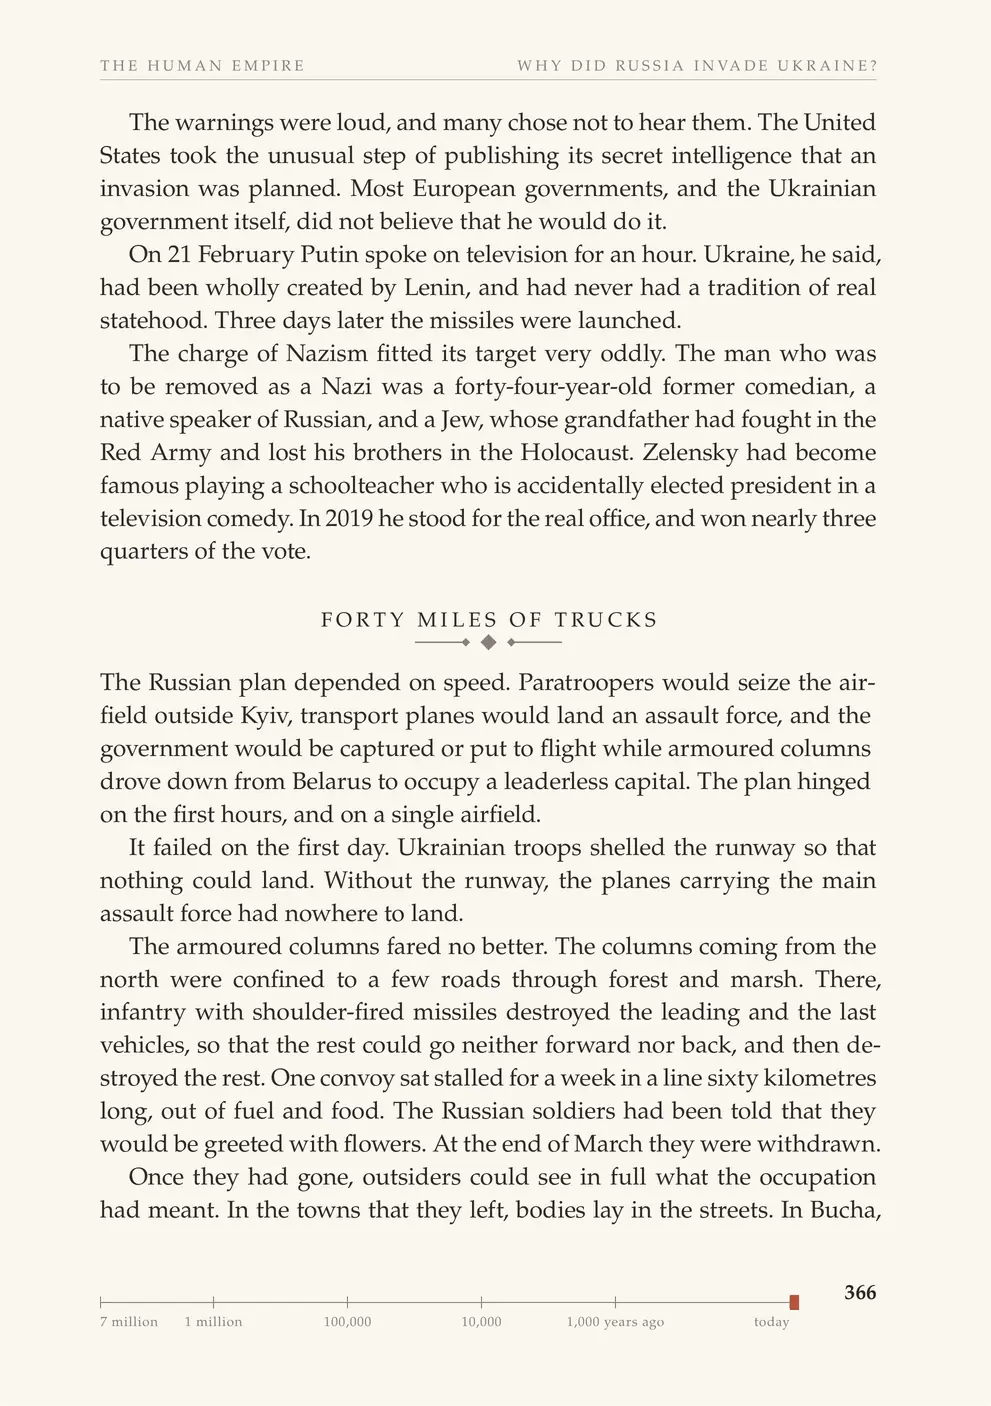 THE HUMAN EMPIRE
WHY DID RUSSIA INVADE UKRAINE?
The warnings were loud, and many chose not to hear them. The United
States took the unusual step of publishing its secret intelligence that an
invasion was planned. Most European governments, and the Ukrainian
government itself, did not believe that he would do it.
On 21 February Putin spoke on television for an hour. Ukraine, he said,
had been wholly created by Lenin, and had never had a tradition of real
statehood. Three days later the missiles were launched.
The charge of Nazism fitted its target very oddly. The man who was
to be removed as a Nazi was a forty-four-year-old former comedian, a
native speaker of Russian, and a Jew, whose grandfather had fought in the
Red Army and lost his brothers in the Holocaust. Zelensky had become
famous playing a schoolteacher who is accidentally elected president in a
television comedy. In 2019 he stood for the real office, and won nearly three
quarters of the vote.
FORTY MILES OF TRUCKS
The Russian plan depended on speed. Paratroopers would seize the air-
field outside Kyiv, transport planes would land an assault force, and the
government would be captured or put to flight while armoured columns
drove down from Belarus to occupy a leaderless capital. The plan hinged
on the first hours, and on a single airfield.
It failed on the first day. Ukrainian troops shelled the runway so that
nothing could land. Without the runway, the planes carrying the main
assault force had nowhere to land.
The armoured columns fared no better. The columns coming from the
north were confined to a few roads through forest and marsh. There,
infantry with shoulder-fired missiles destroyed the leading and the last
vehicles, so that the rest could go neither forward nor back, and then de-
stroyed the rest. One convoy sat stalled for a week in a line sixty kilometres
long, out of fuel and food. The Russian soldiers had been told that they
would be greeted with flowers. At the end of March they were withdrawn.
Once they had gone, outsiders could see in full what the occupation
had meant. In the towns that they left, bodies lay in the streets. In Bucha,
366
7 million
1 million
100,000
10,000
1,000 years ago
today